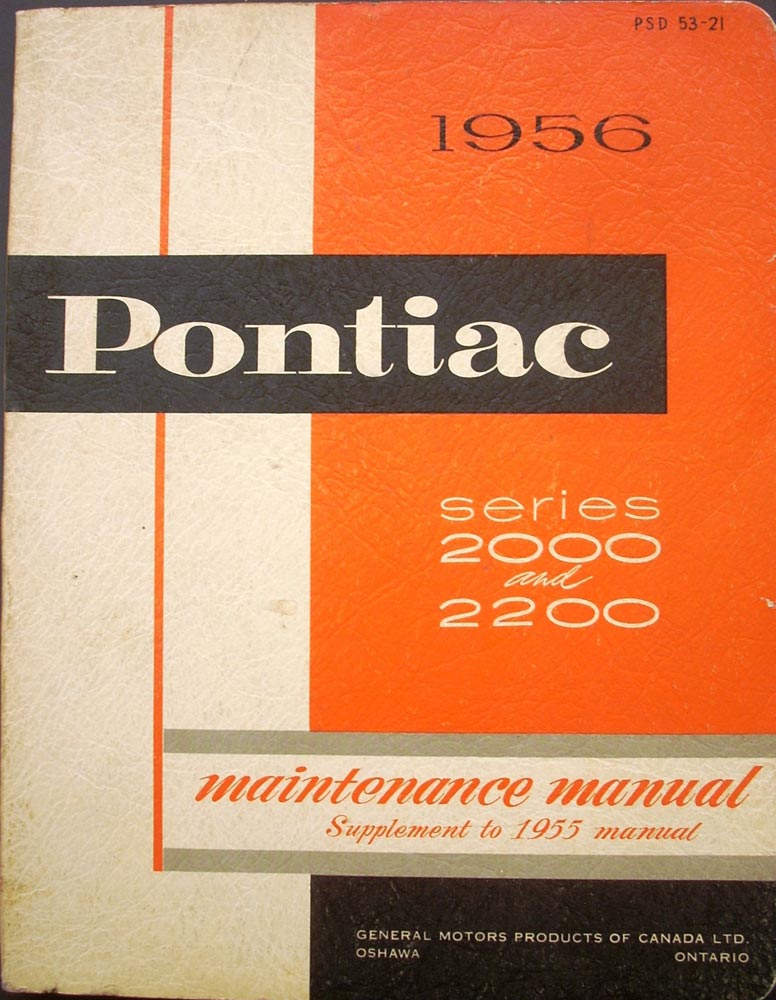 PSD 53-21
1956
Pontiac
series
2000
and
2200
maintenance manual
Supplement to 1955 manual
GENERAL MOTORS PRODUCTS OF CANADA LTD.
OSHAWA ONTARIO